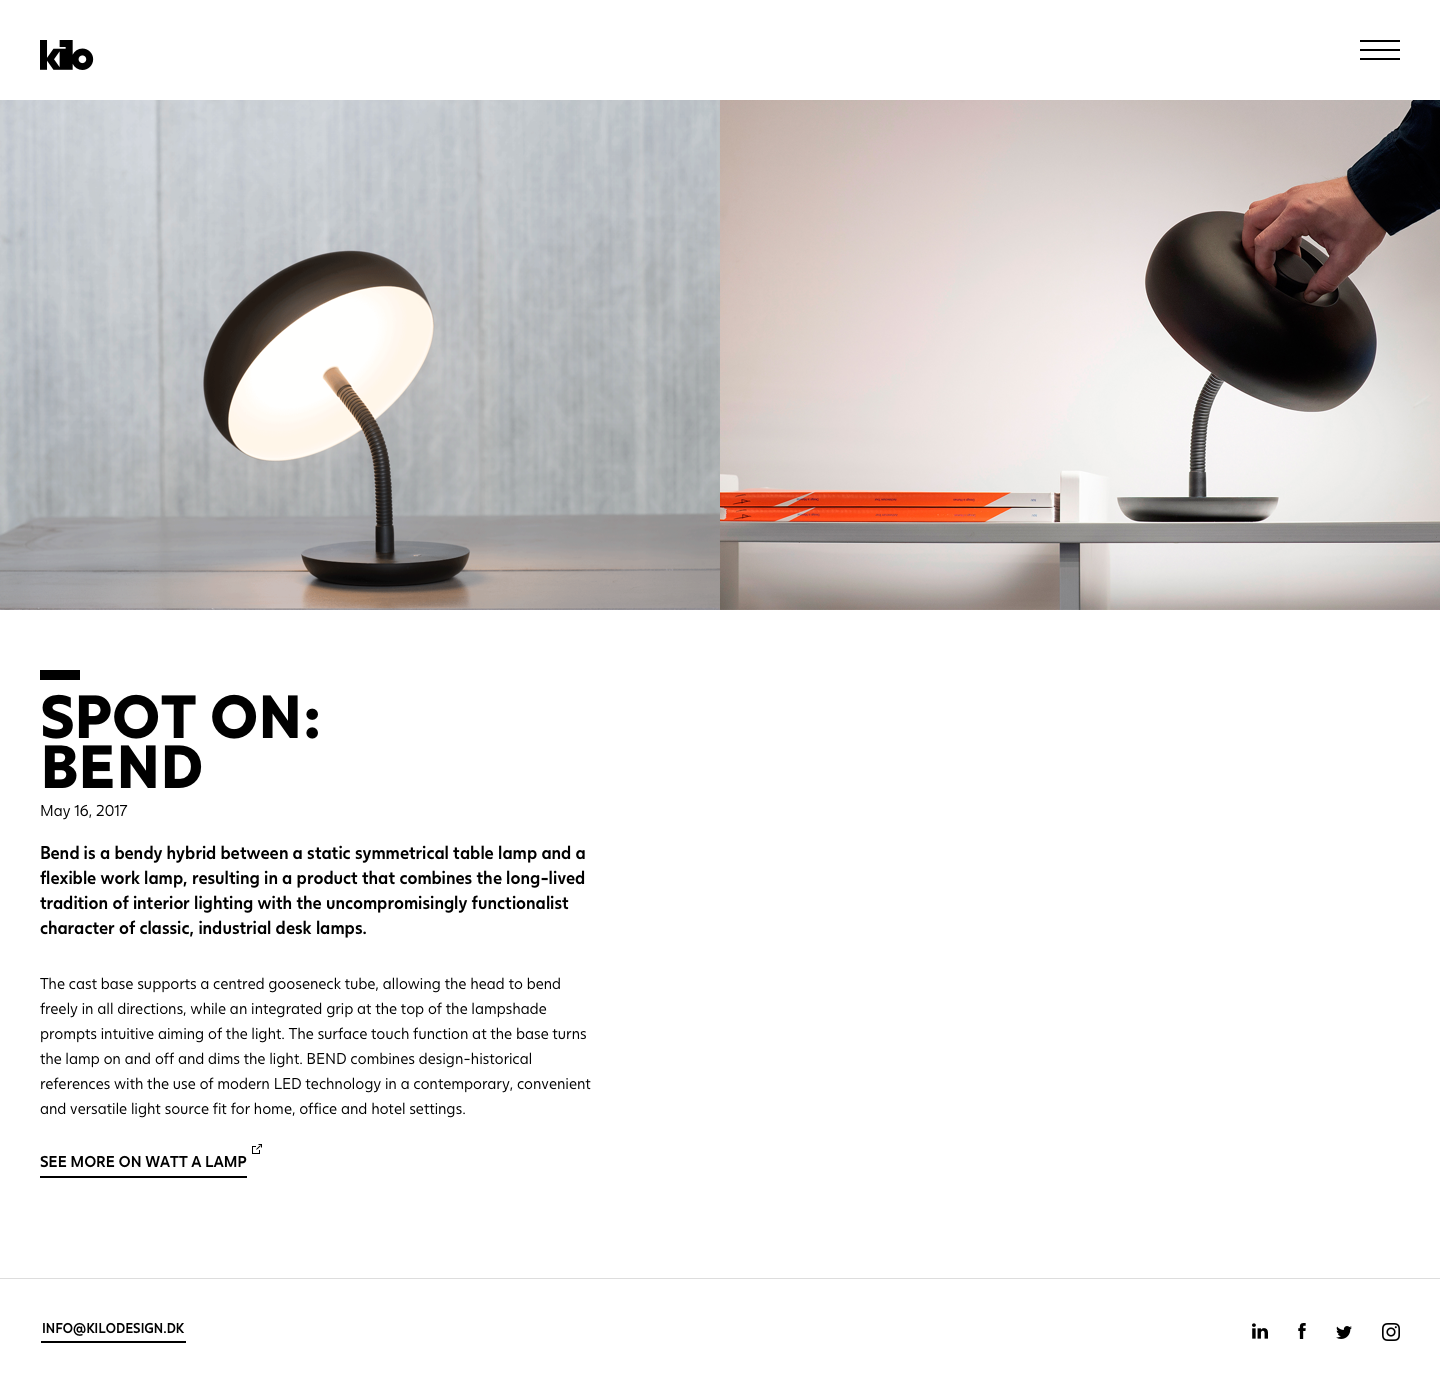 kilo
SPOT ON:
BEND
May 16, 2017
Bend is a bendy hybrid between a static symmetrical table lamp and a
flexible work lamp, resulting in a product that combines the long-lived
tradition of interior lighting with the uncompromisingly functionalist
character of classic, industrial desk lamps.
The cast base supports a centred gooseneck tube, allowing the head to bend
freely in all directions, while an integrated grip at the top of the lampshade
prompts intuitive aiming of the light. The surface touch function at the base turns
the lamp on and off and dims the light. BEND combines design-historical
references with the use of modern LED technology in a contemporary, convenient
and versatile light source fit for home, office and hotel settings.
SEE MORE ON WATT A LAMP
INFO@KILODESIGN.DK